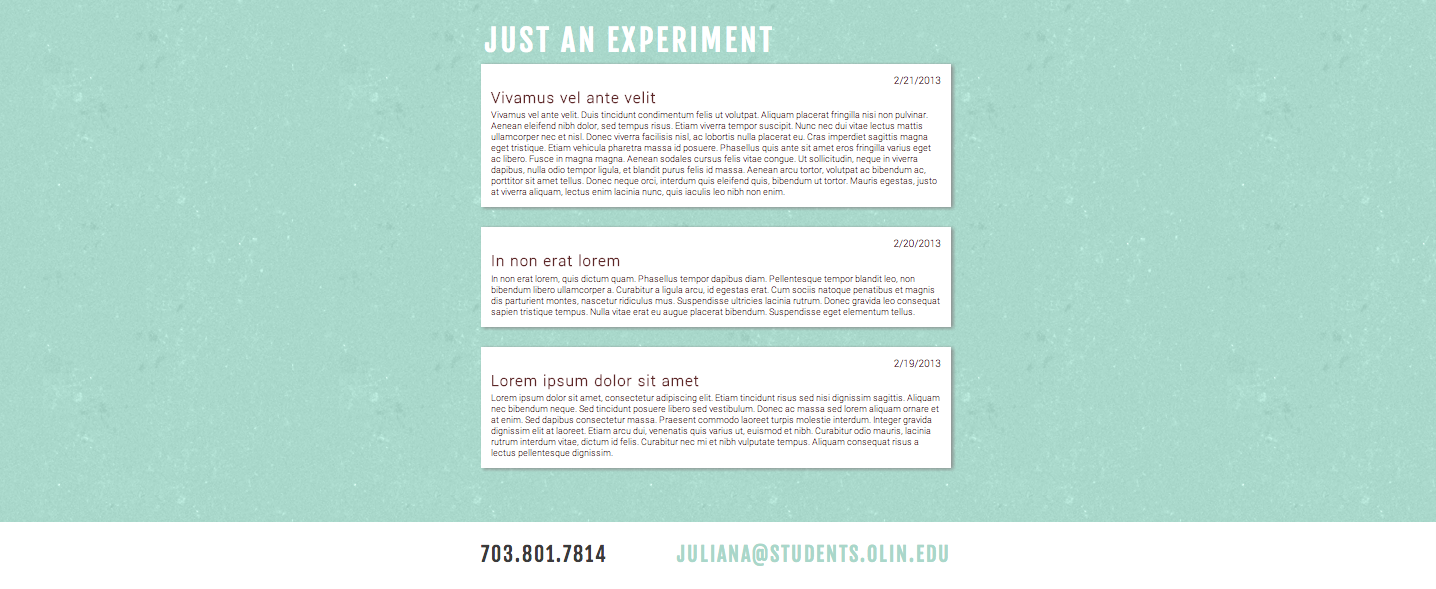 JUST AN EXPERIMENT
2/21/2013
Vivamus vel ante velit
Vivamus vel ante velit. Duis tincidunt condimentum felis ut volutpat. Aliquam placerat fringilla nisi non pulvinar.
Aenean eleifend nibh dolor, sed tempus risus. Etiam viverra tempor suscipit. Nunc nec dui vitae lectus mattis
ullamcorper nec et nisl. Donec viverra facilisis nisl, ac lobortis nulla placerat eu. Cras imperdiet sagittis magna
eget tristique. Etiam vehicula pharetra massa id posuere. Phasellus quis ante sit amet eros fringilla varius eget
ac libero. Fusce in magna magna. Aenean sodales cursus felis vitae congue. Ut sollicitudin, neque in viverra
dapibus, nulla odio tempor ligula, et blandit purus felis id massa. Aenean arcu tortor, volutpat ac bibendum ac,
porttitor sit amet tellus. Donec neque orci, interdum quis eleifend quis, bibendum ut tortor. Mauris egestas, justo
at viverra aliquam, lectus enim lacinia nunc, quis iaculis leo nibh non enim.
2/20/2013
In non erat lorem
In non erat lorem, quis dictum quam. Phasellus tempor dapibus diam. Pellentesque tempor blandit leo, non
bibendum libero ullamcorper a. Curabitur a ligula arcu, id egestas erat. Cum sociis natoque penatibus et magnis
dis parturient montes, nascetur ridiculus mus. Suspendisse ultricies lacinia rutrum. Donec gravida leo consequat
sapien tristique tempus. Nulla vitae erat eu augue placerat bibendum. Suspendisse eget elementum tellus.
2/19/2013
Lorem ipsum dolor sit amet
Lorem ipsum dolor sit amet, consectetur adipiscing elit. Etiam tincidunt risus sed nisi dignissim sagittis. Aliquam
nec bibendum neque. Sed tincidunt posuere libero sed vestibulum. Donec ac massa sed lorem aliquam ornare et
at enim. Sed dapibus consectetur massa. Praesent commodo laoreet turpis molestie interdum. Integer gravida
dignissim elit at laoreet. Etiam arcu dui, venenatis quis varius ut, euismod et nibh. Curabitur odio mauris, lacinia
rutrum interdum vitae, dictum id felis. Curabitur nec mi et nibh vulputate tempus. Aliquam consequat risus a
lectus pellentesque dignissim.
703.801.7814
JULIANA@STUDENTS.OLIN.EDU